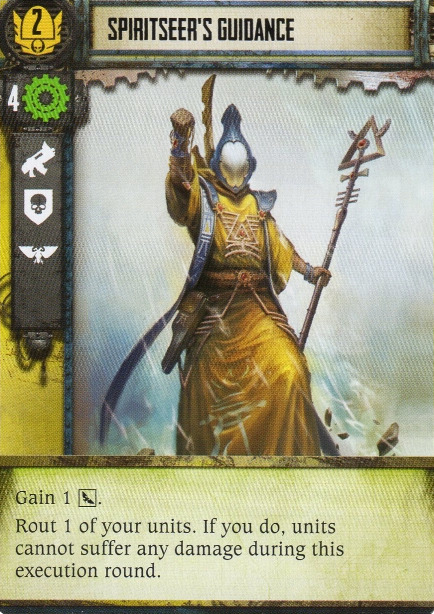 2
SPIRITSEER'S GUIDANCE
4
Gain 1 .
Rout 1 of your units. If you do, units
cannot suffer any damage during this
execution round.